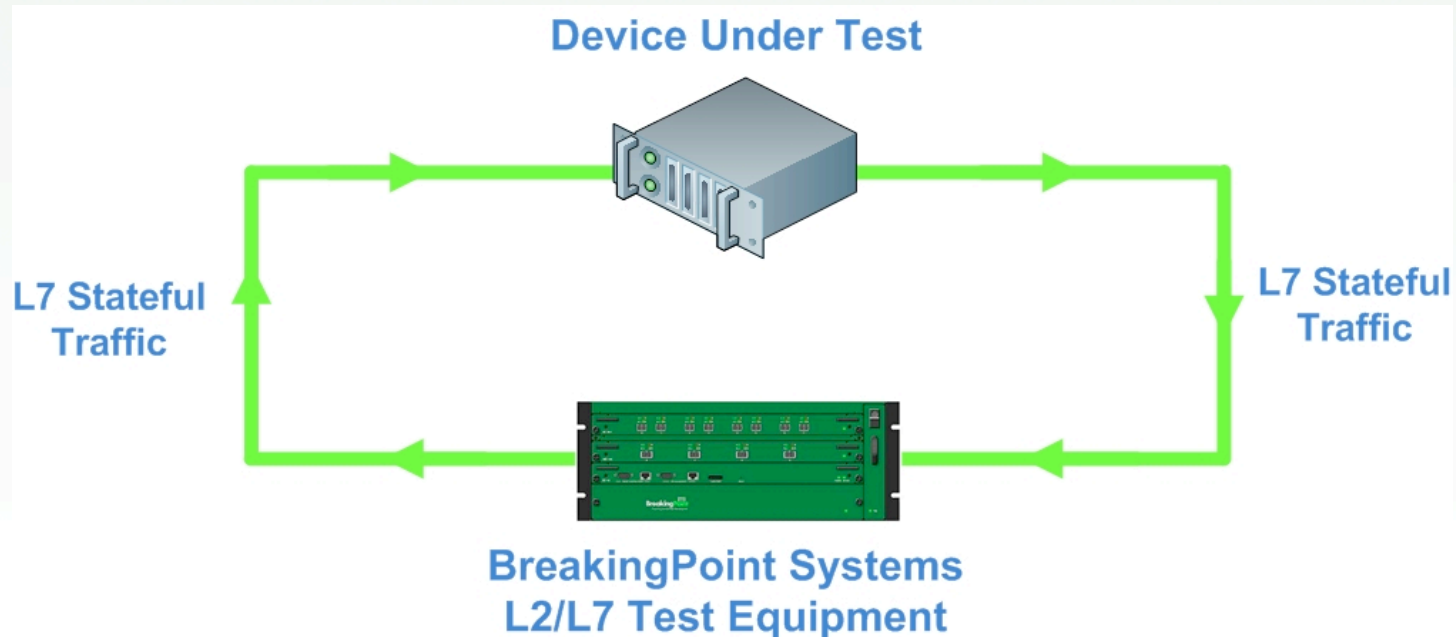 Device Under Test
L7 Stateful
Traffic
L7 Stateful
Traffic
BreakingPoint
BreakingPoint Systems
L2/L7 Test Equipment